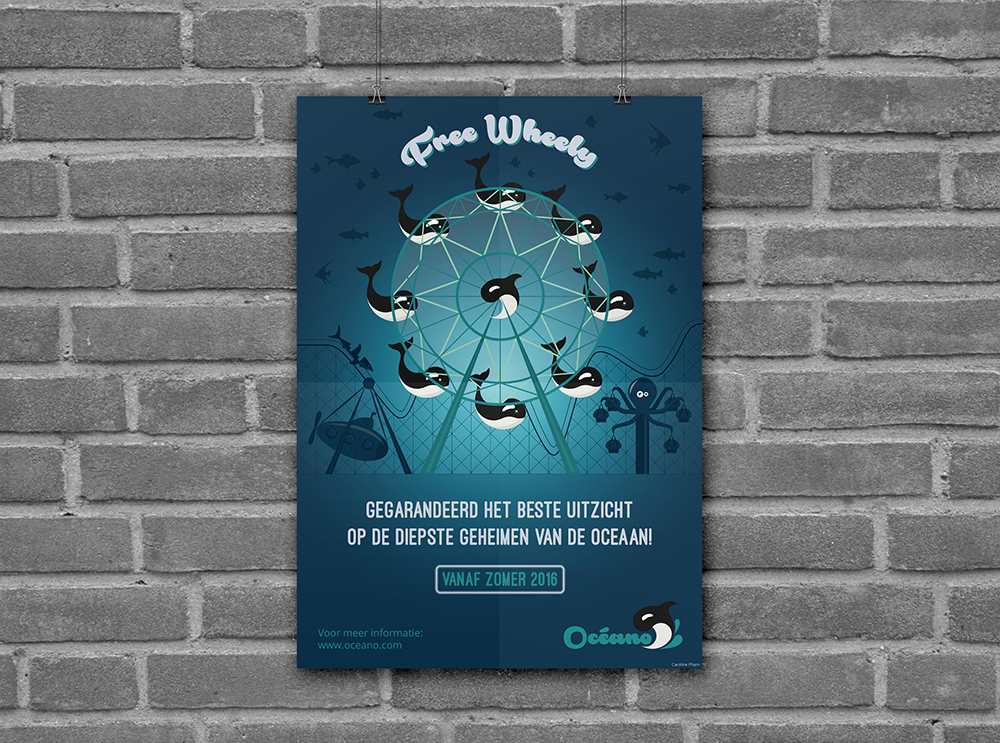 Free Wheely
GEGARANDEERD HET BESTE UITZICHT
OP DE DIEPSTE GEHEIMEN VAN DE OCEAAN!
VANAF ZOMER 2016
Voor meer informatie:
www.oceano.com
Océano
Caroline Pham